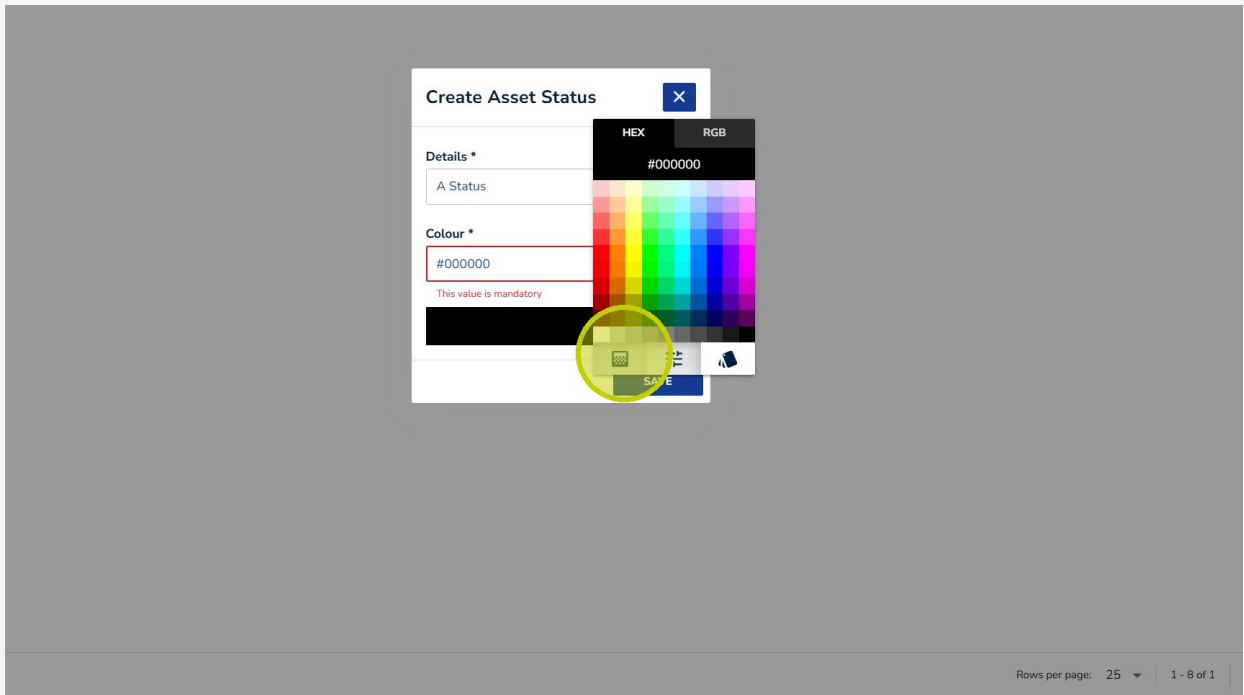 Create Asset Status
HEX RGB
#000000
Details *
A Status
Colour *
#000000
This value is mandatory
SAVE
Rows per page: 25 1 - 8 of 1